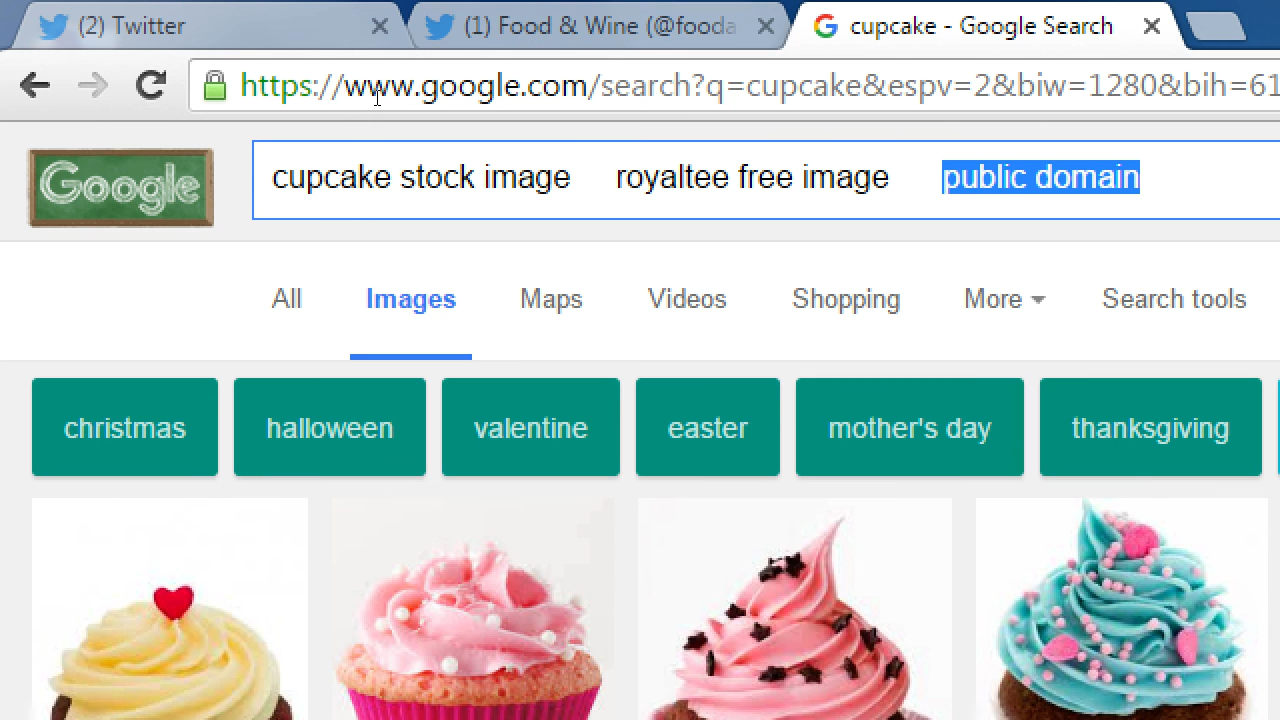 (2) Twitter (1) Food & Wine (@fooda cupcake - Google Search
https://www.google.com/search?q=cupcake&espv=2&biw=1280&bih=61
Google cupcake stock image royaltee free image public domain
All Images Maps Videos Shopping More Search tools
christmas halloween valentine easter mother's day thanksgiving